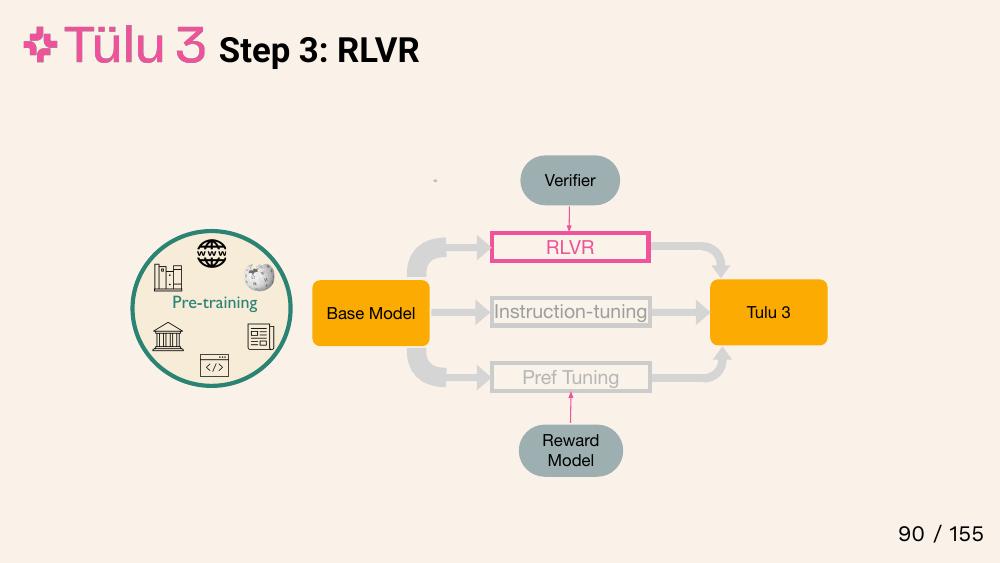 Tülu 3 Step 3: RLVR
Verifier
RLVR
WWW
Pre-training
</>
Base Model
Instruction-tuning
Tulu 3
Pref Tuning
Reward
Model
90 / 155